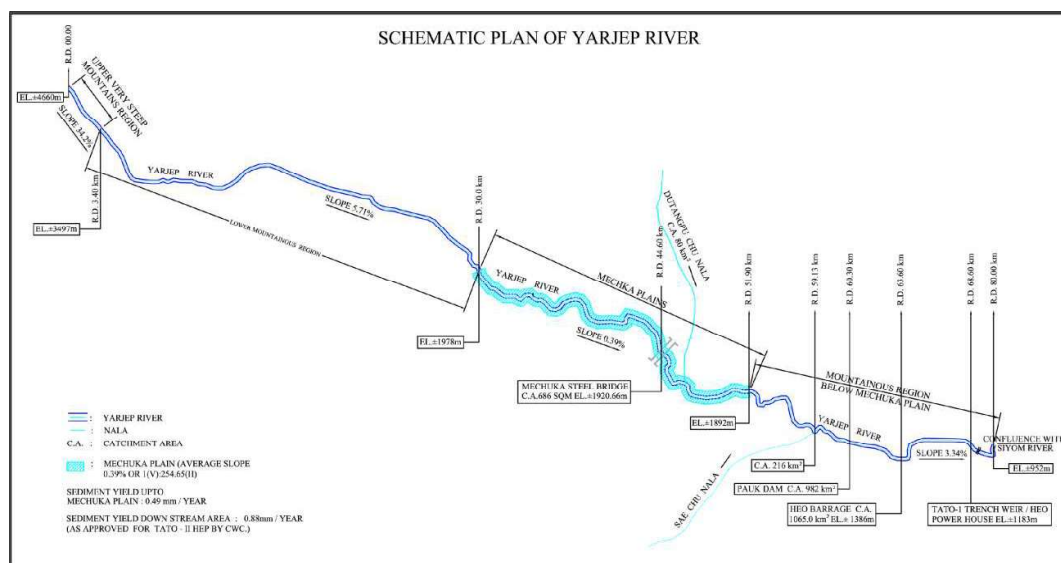 SCHEMATIC PLAN OF YARJEP RIVER
R.D. 00.00
UPPER VERY STEEP
MOUNTAINS REGION
EL.±4660m
SLOPE 34.2%
R.D. 3.40 km
EL.±3497m
YARJEP RIVER
LOWER MOUNTAINOUS REGION
SLOPE 5.71%
R.D. 30.0 km
EL.±1978m
YARJEP RIVER
MECHKA PLAINS
SLOPE 0.39%
R.D. 44.60 km
DUTANGPU CHU NALA
C.A. 80 km²
MECHUKA STEEL BRIDGE
C.A.686 SQM EL.±1920.66m
R.D. 51.90 km
EL.±1892m
R.D. 59.13 km
R.D. 60.30 km
R.D. 63.60 km
R.D. 68.60 km
R.D. 80.00 km
MOUNTAINOUS REGION
BELOW MECHUKA PLAIN
YARJEP RIVER
SLOPE 3.34%
CONFLUENCE WITH
SIYOM RIVER
EL.±952m
SAE CHU NALA
C.A. 216 km²
PAUK DAM C.A. 982 km²
HEO BARRAGE C.A.
1065.0 km² EL.± 1386m
TATO-1 TRENCH WEIR / HEO
POWER HOUSE EL.±1183m
: YARJEP RIVER
: NALA
C.A. : CATCHMENT AREA
: MECHUKA PLAIN (AVERAGE SLOPE
0.39% OR 1(V):254.65(H)
SEDIMENT YIELD UPTO
MECHUKA PLAIN : 0.49 mm / YEAR
SEDIMENT YIELD DOWN STREAM AREA : 0.88mm / YEAR
(AS APPROVED FOR TATO - II HEP BY CWC.)